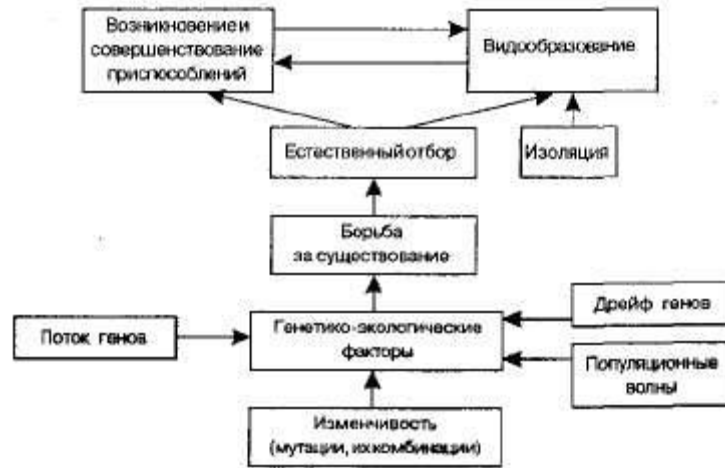 Возникновение и
совершенствование
приспособлений
Видообразование
Естественный отбор
Изоляция
Борьба
за существование
Дрейф генов
Поток генов
Генетико-экологические
факторы
Популяционные
волны
Изменчивость
(мутации, их комбинации)